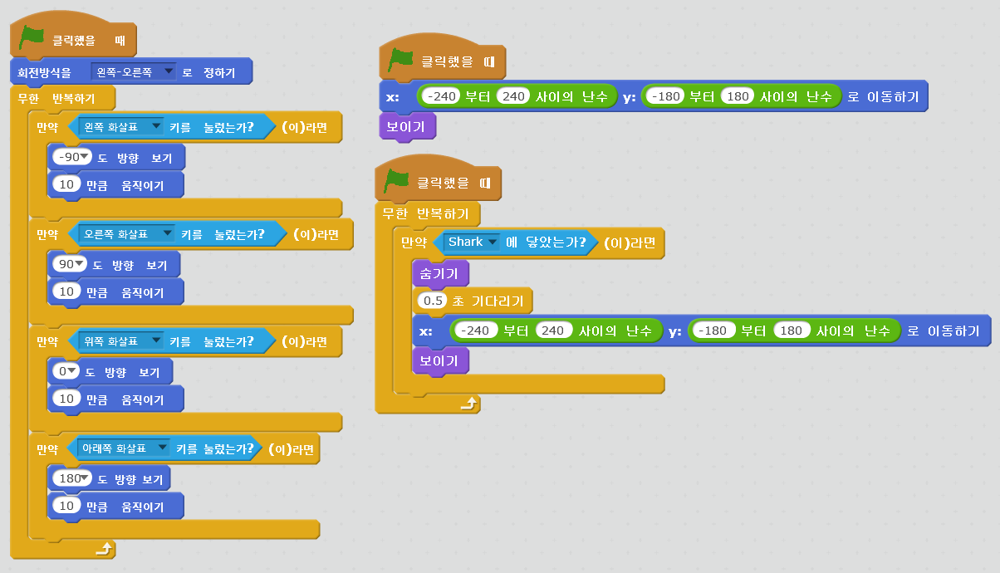 클릭했을 때
회전방식을 왼쪽-오른쪽 로 정하기
무한 반복하기
만약 왼쪽 화살표 키를 눌렀는가? (이)라면
-90 도 방향 보기
10 만큼 움직이기
만약 오른쪽 화살표 키를 눌렀는가? (이)라면
90 도 방향 보기
10 만큼 움직이기
만약 위쪽 화살표 키를 눌렀는가? (이)라면
0 도 방향 보기
10 만큼 움직이기
만약 아래쪽 화살표 키를 눌렀는가? (이)라면
180 도 방향 보기
10 만큼 움직이기
클릭했을 때
x: -240 부터 240 사이의 난수 y: -180 부터 180 사이의 난수 로 이동하기
보이기
클릭했을 때
무한 반복하기
만약 Shark 에 닿았는가? (이)라면
숨기기
0.5 초 기다리기
x: -240 부터 240 사이의 난수 y: -180 부터 180 사이의 난수 로 이동하기
보이기